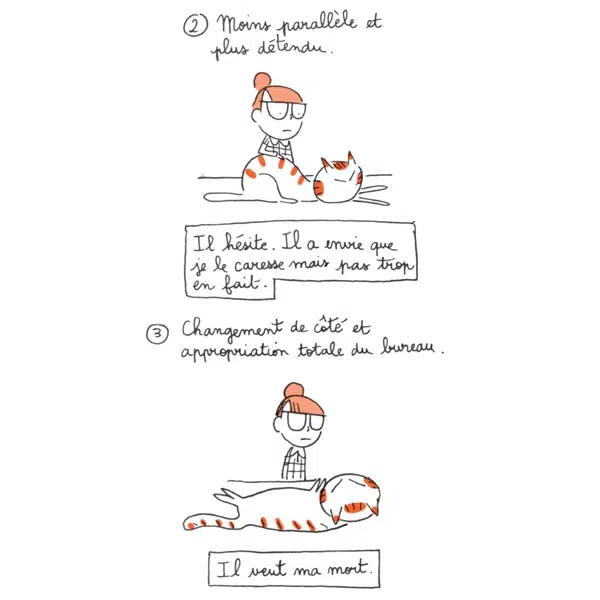 ② Moins parallèle et
plus détendu.
Il hésite. Il a envie que
je le caresse mais pas trop
en fait.
③ Changement de côté et
appropriation totale du bureau.
Il veut ma mort.